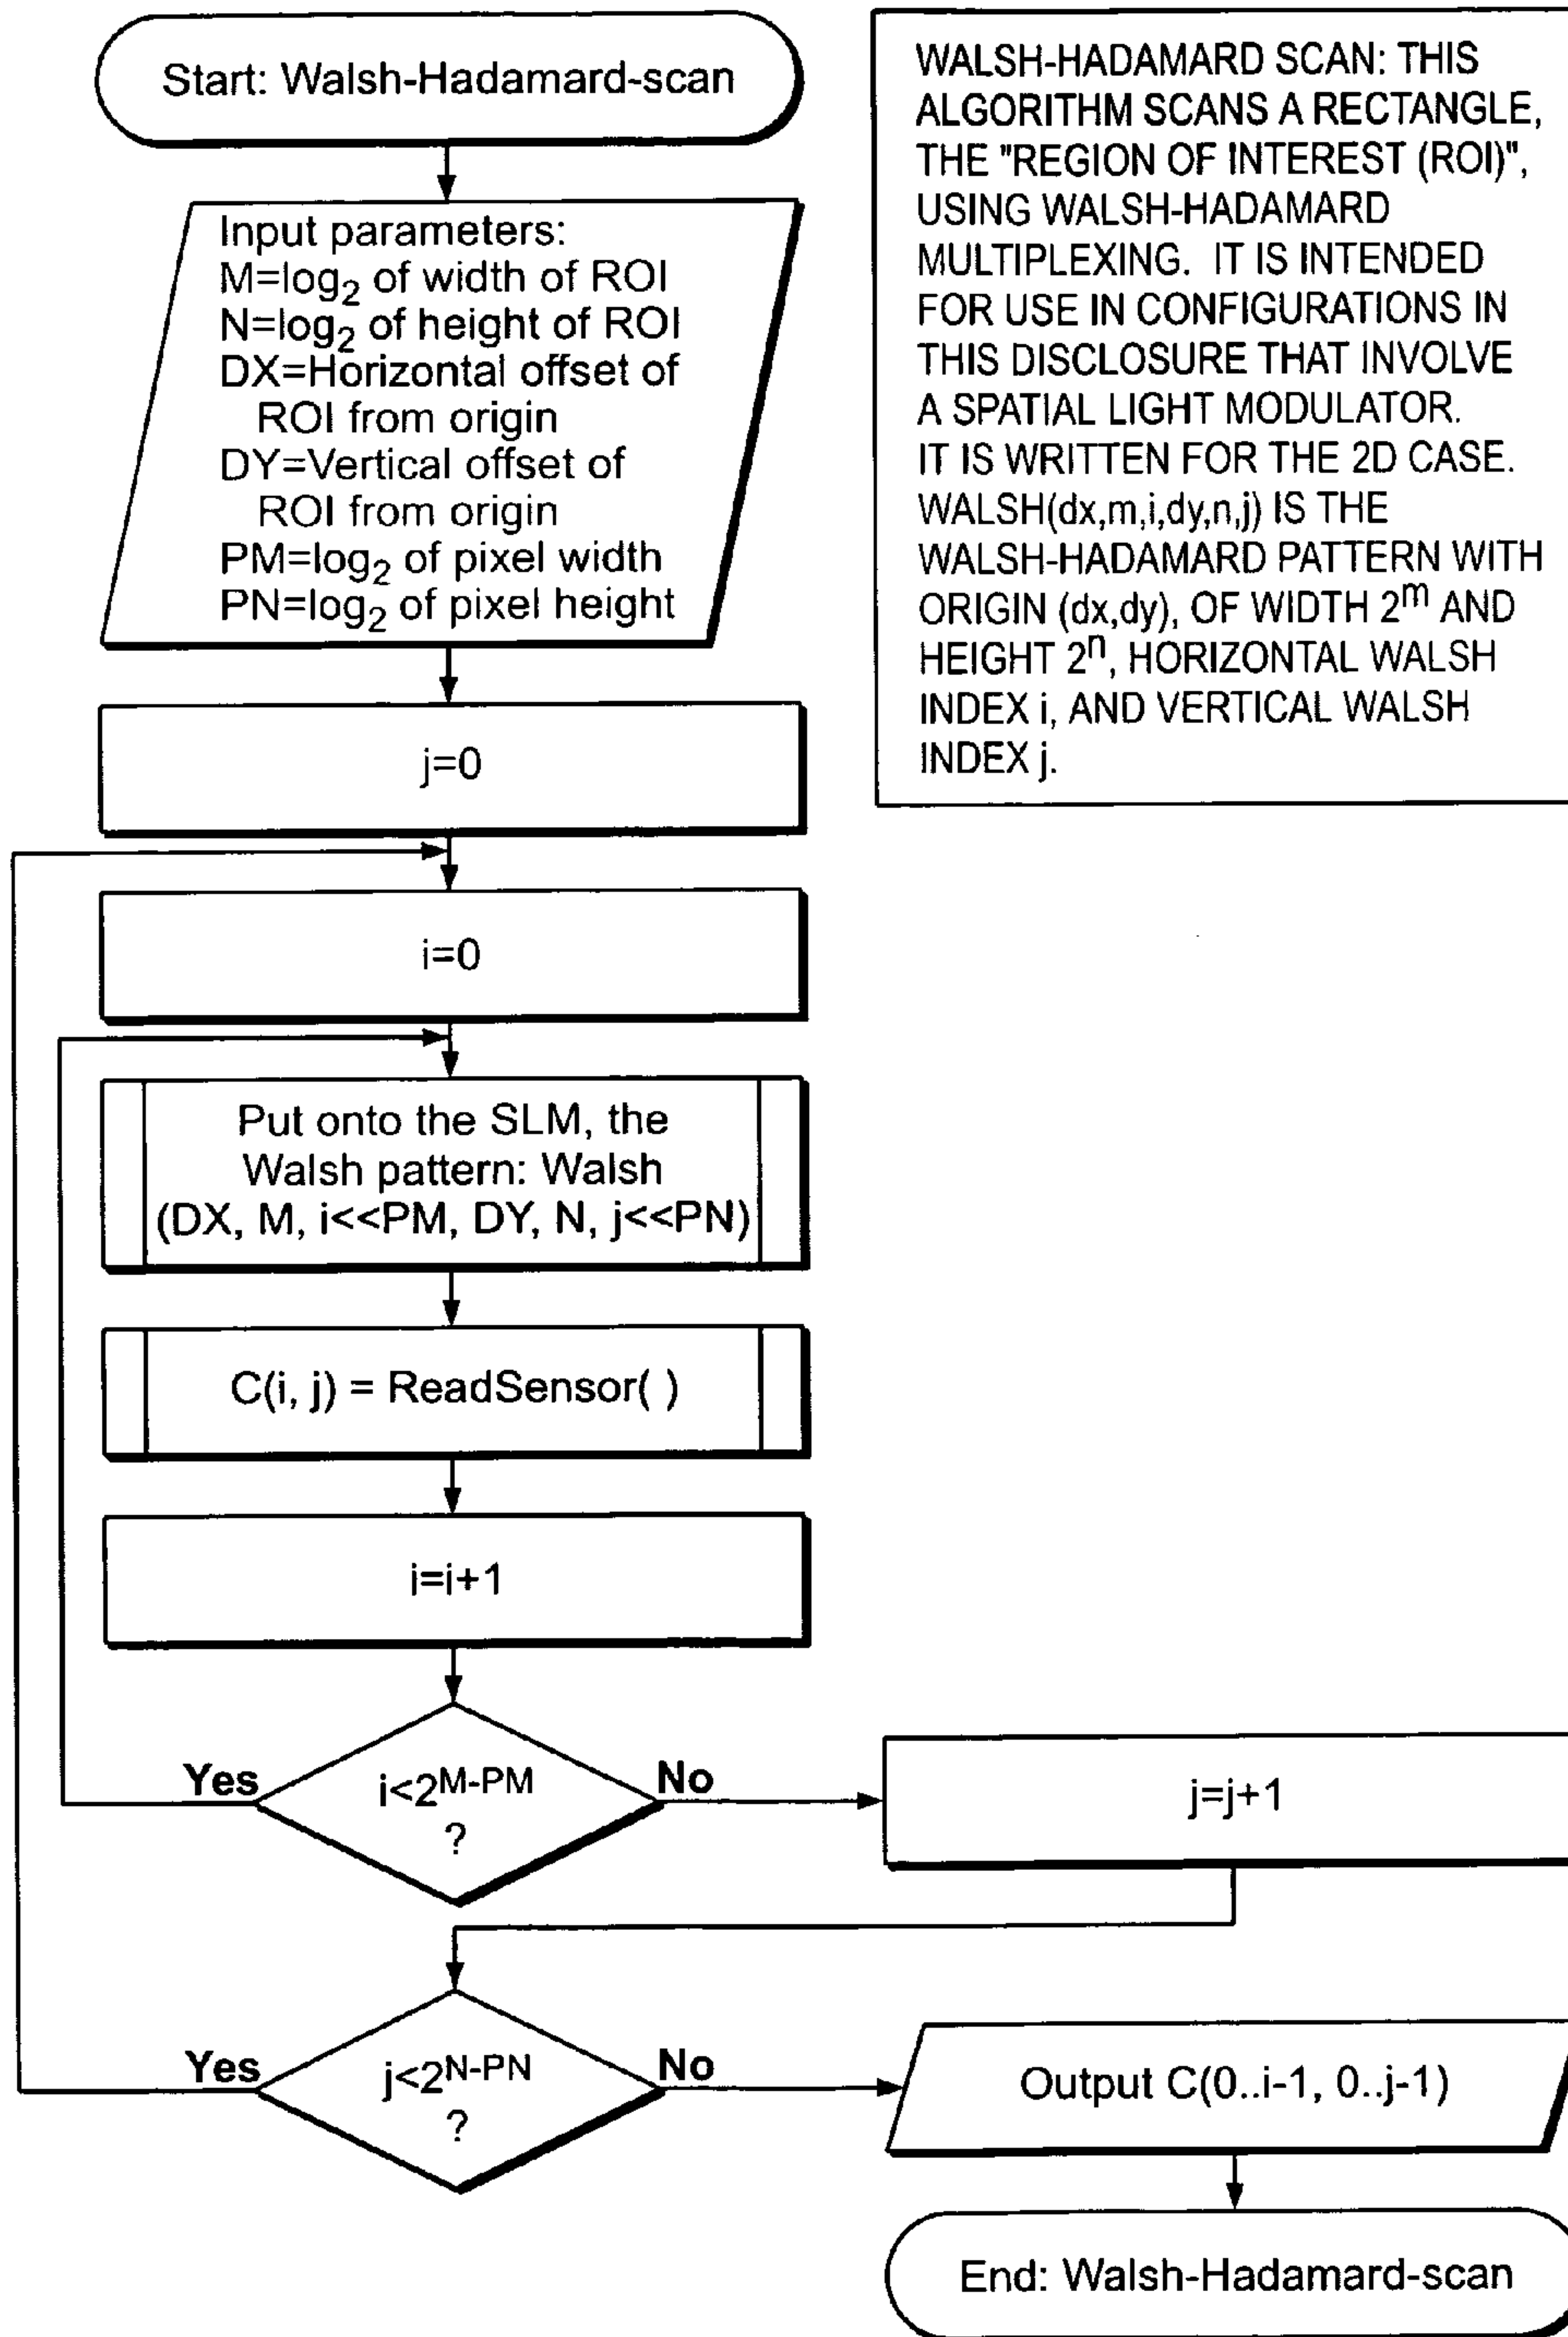 Start: Walsh-Hadamard-scan
Input parameters:
M=log₂ of width of ROI
N=log₂ of height of ROI
DX=Horizontal offset of
ROI from origin
DY=Vertical offset of
ROI from origin
PM=log₂ of pixel width
PN=log₂ of pixel height
WALSH-HADAMARD SCAN: THIS
ALGORITHM SCANS A RECTANGLE,
THE "REGION OF INTEREST (ROI)",
USING WALSH-HADAMARD
MULTIPLEXING. IT IS INTENDED
FOR USE IN CONFIGURATIONS IN
THIS DISCLOSURE THAT INVOLVE
A SPATIAL LIGHT MODULATOR.
IT IS WRITTEN FOR THE 2D CASE.
WALSH(dx,m,i,dy,n,j) IS THE
WALSH-HADAMARD PATTERN WITH
ORIGIN (dx,dy), OF WIDTH 2^m AND
HEIGHT 2^n, HORIZONTAL WALSH
INDEX i, AND VERTICAL WALSH
INDEX j.
j=0
i=0
Put onto the SLM, the
Walsh pattern: Walsh
(DX, M, i<<PM, DY, N, j<<PN)
C(i, j) = ReadSensor( )
i=i+1
Yes
i<2^M-PM
?
No
j=j+1
Yes
j<2^N-PN
?
No
Output C(0..i-1, 0..j-1)
End: Walsh-Hadamard-scan